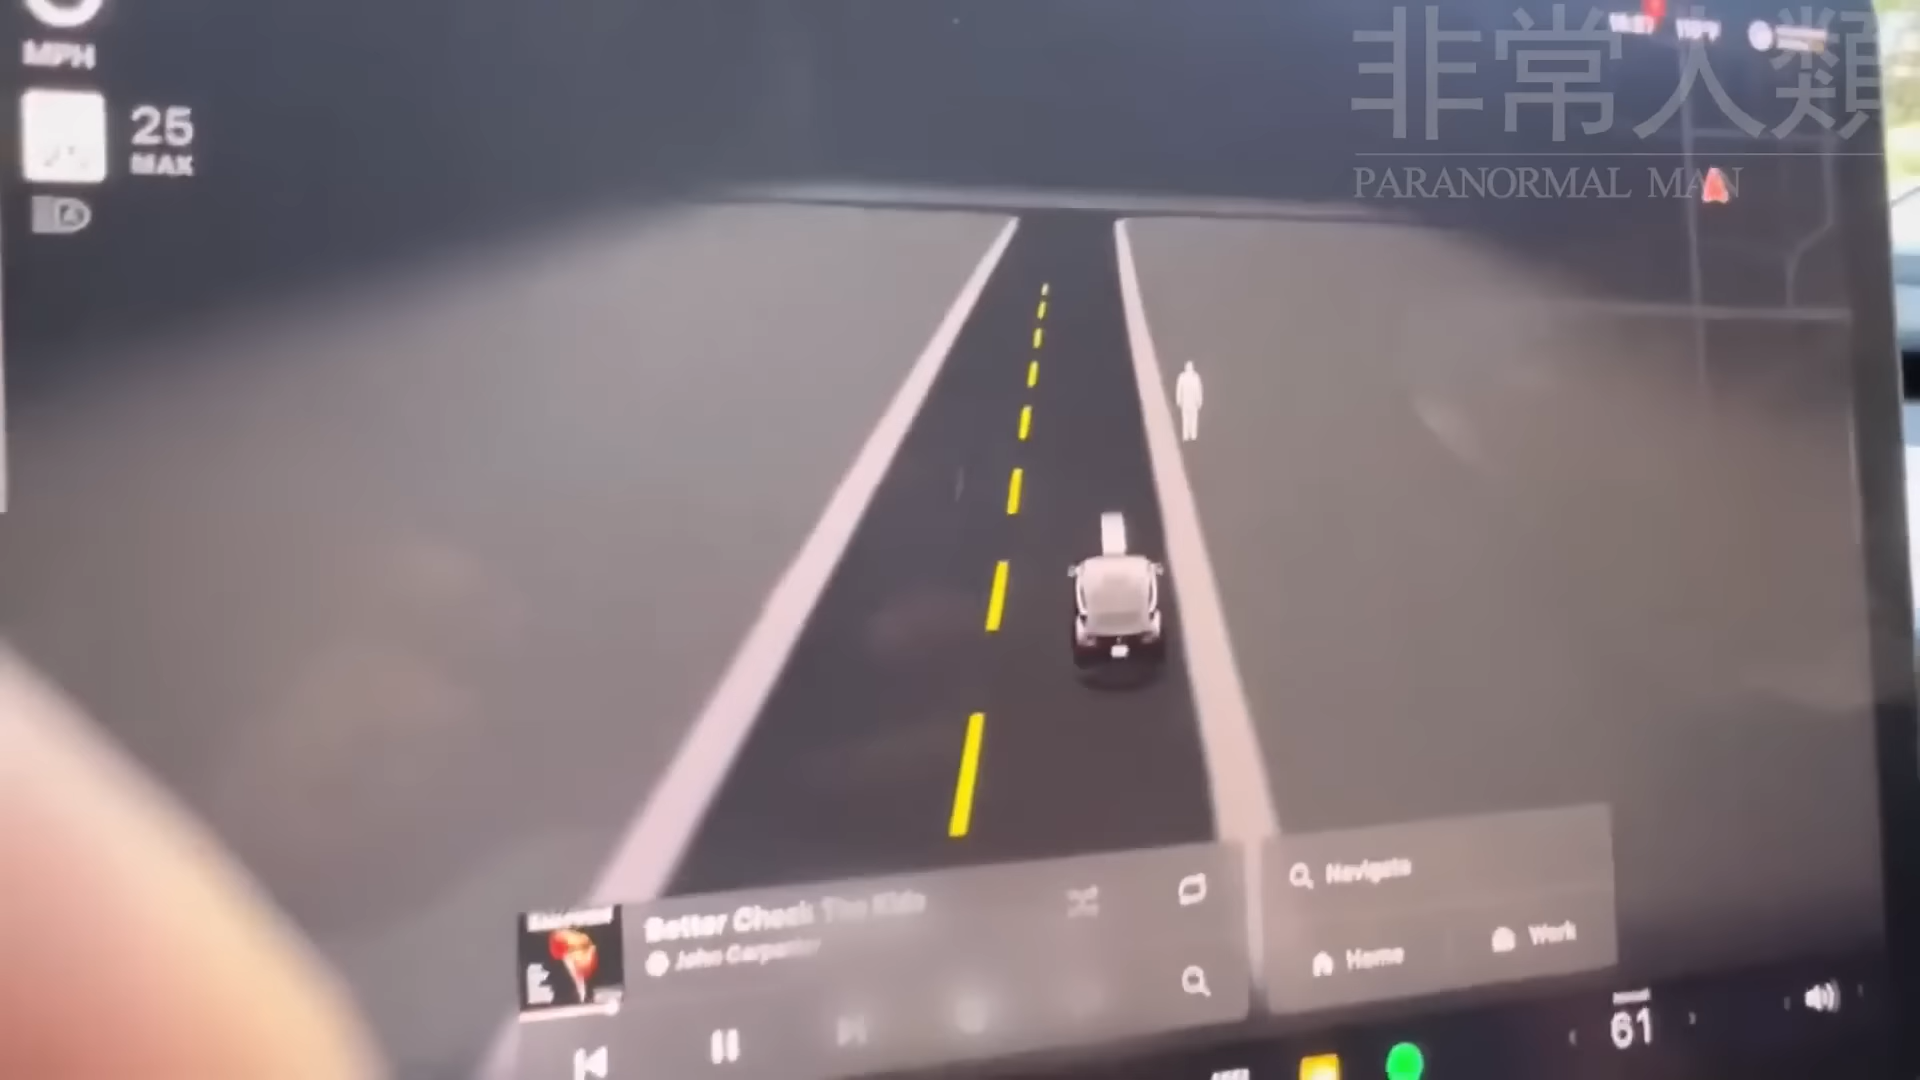 MPH
25
MAX
非常人類
PARANORMAL MAN
Better Check The Kids
John Carpenter
Navigate
Home
Work
61